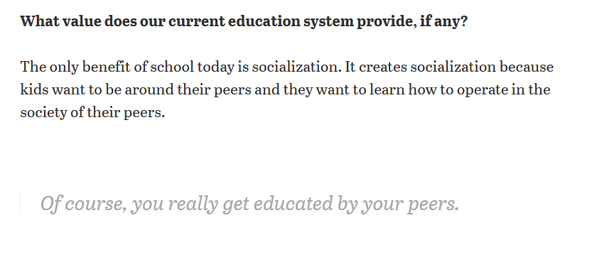 What value does our current education system provide, if any?
The only benefit of school today is socialization. It creates socialization because
kids want to be around their peers and they want to learn how to operate in the
society of their peers.
Of course, you really get educated by your peers.